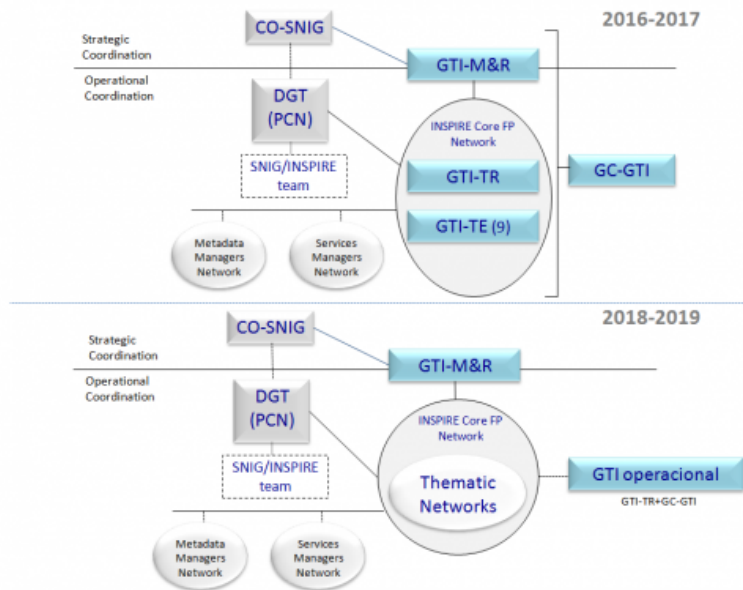 2016-2017
CO-SNIG
Strategic
Coordination
GTI-M&R
Operational
Coordination
DGT
(PCN)
INSPIRE Core FP
Network
SNIG/INSPIRE
team
GTI-TR
GC-GTI
GTI-TE (9)
Metadata
Managers
Network
Services
Managers
Network
2018-2019
CO-SNIG
Strategic
Coordination
GTI-M&R
Operational
Coordination
DGT
(PCN)
INSPIRE Core FP
Network
SNIG/INSPIRE
team
Thematic
Networks
GTI operacional
GTI-TR+GC-GTI
Metadata
Managers
Network
Services
Managers
Network